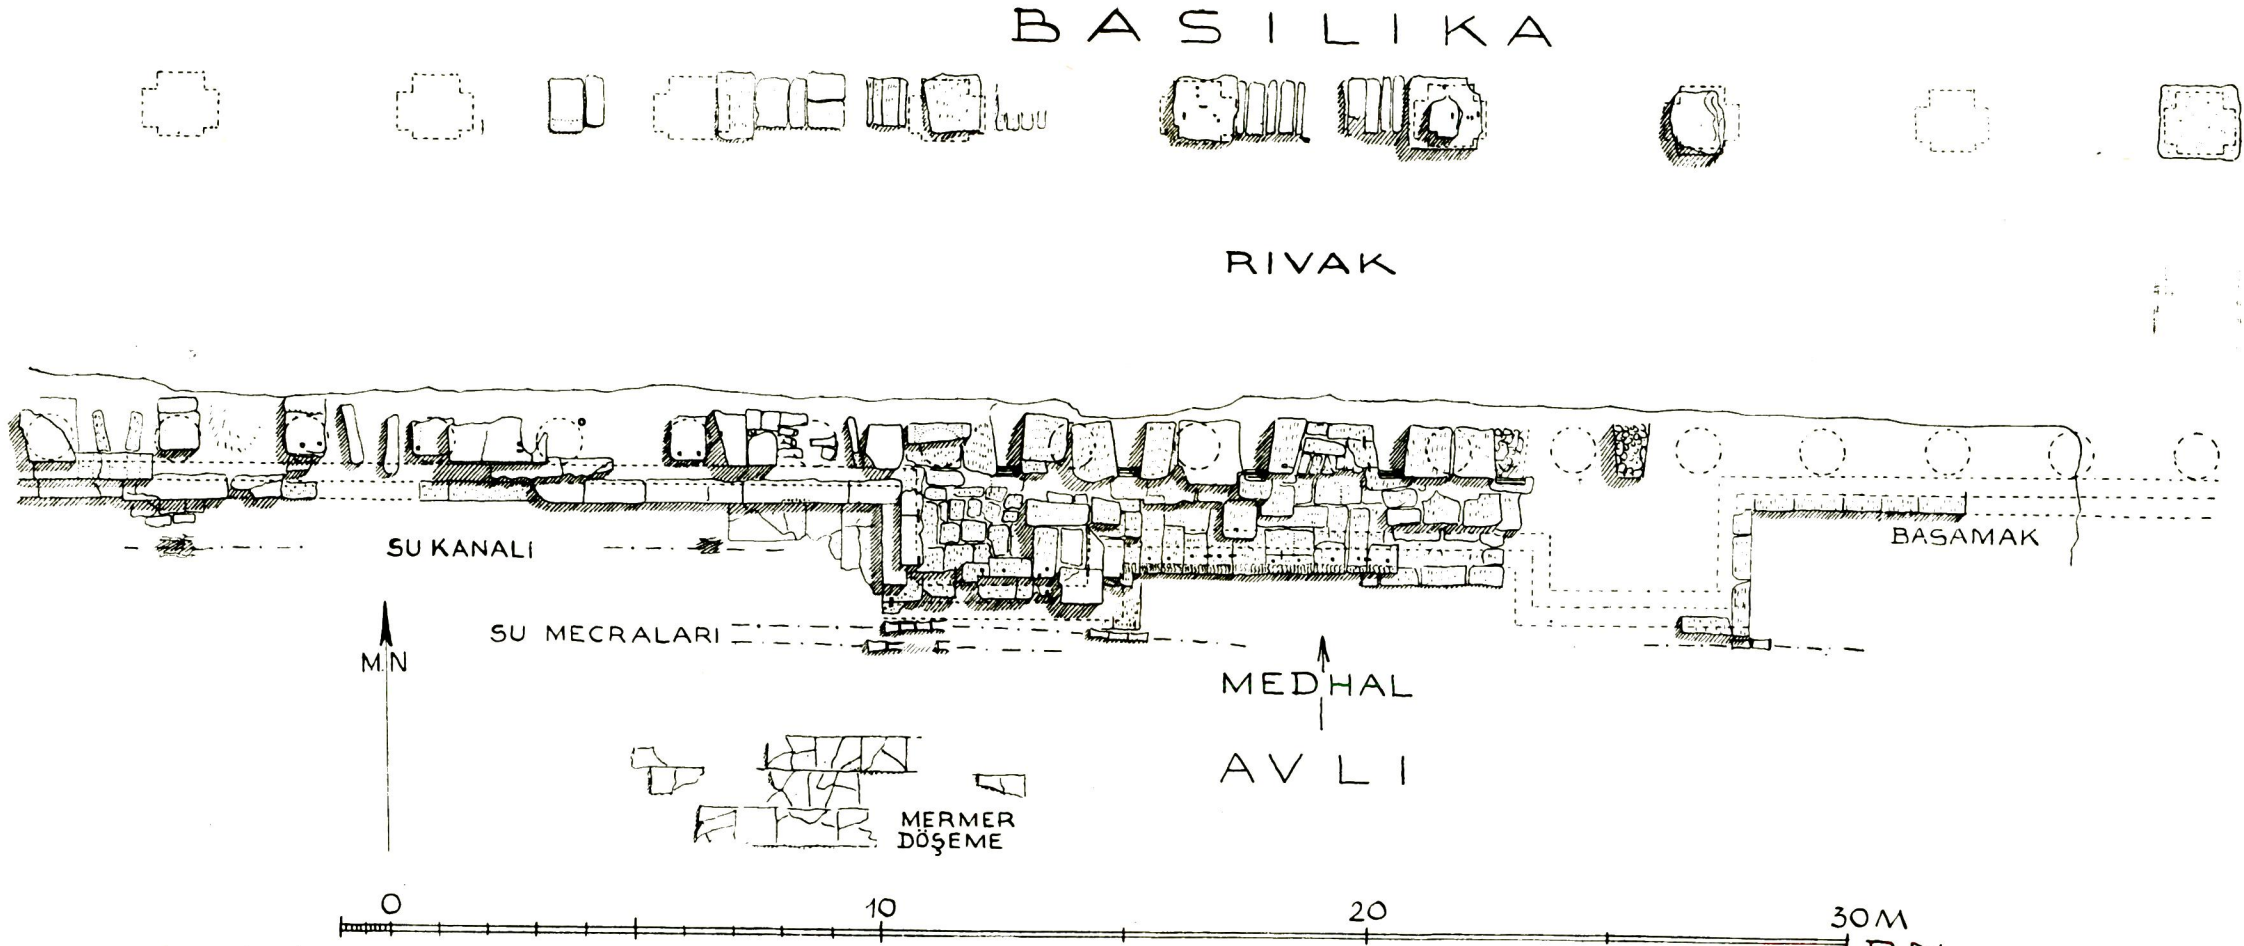 BASILIKA
RIVAK
SU KANALI
BASAMAK
SU MECRALARI
M.N
MEDHAL
AVLI
MERMER
DÖŞEME
0 10 20 30M